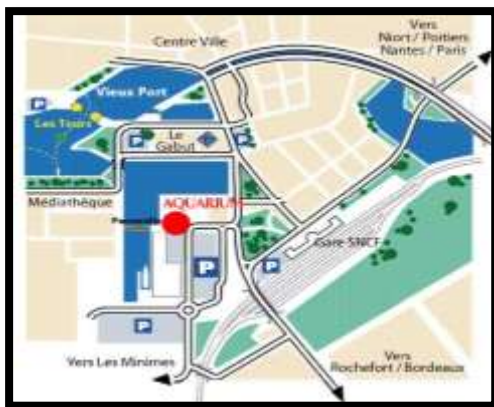 Vers
Niort / Poitiers
Nantes / Paris
Centre Ville
P
Vieux Port
Les Tours
Le
Gabut
P
P
Médiathèque
AQUARIUM
Gare SNCF
P
P
P
Vers Les Minimes
Vers
Rochefort / Bordeaux